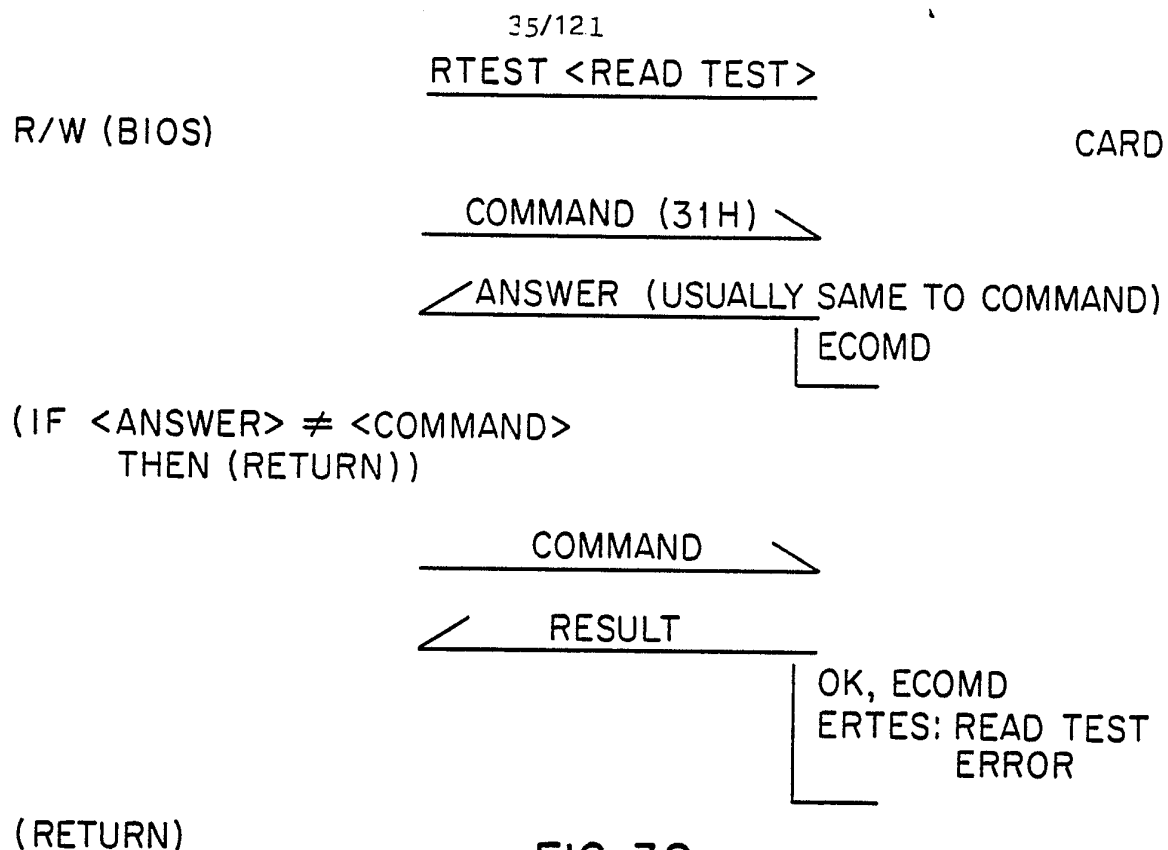 35/121
RTEST <READ TEST>
R/W (BIOS)
CARD
COMMAND (31H)
ANSWER (USUALLY SAME TO COMMAND)
ECOMD
(IF <ANSWER> ≠ <COMMAND>
THEN (RETURN))
COMMAND
RESULT
OK, ECOMD
ERTES: READ TEST
ERROR
(RETURN)